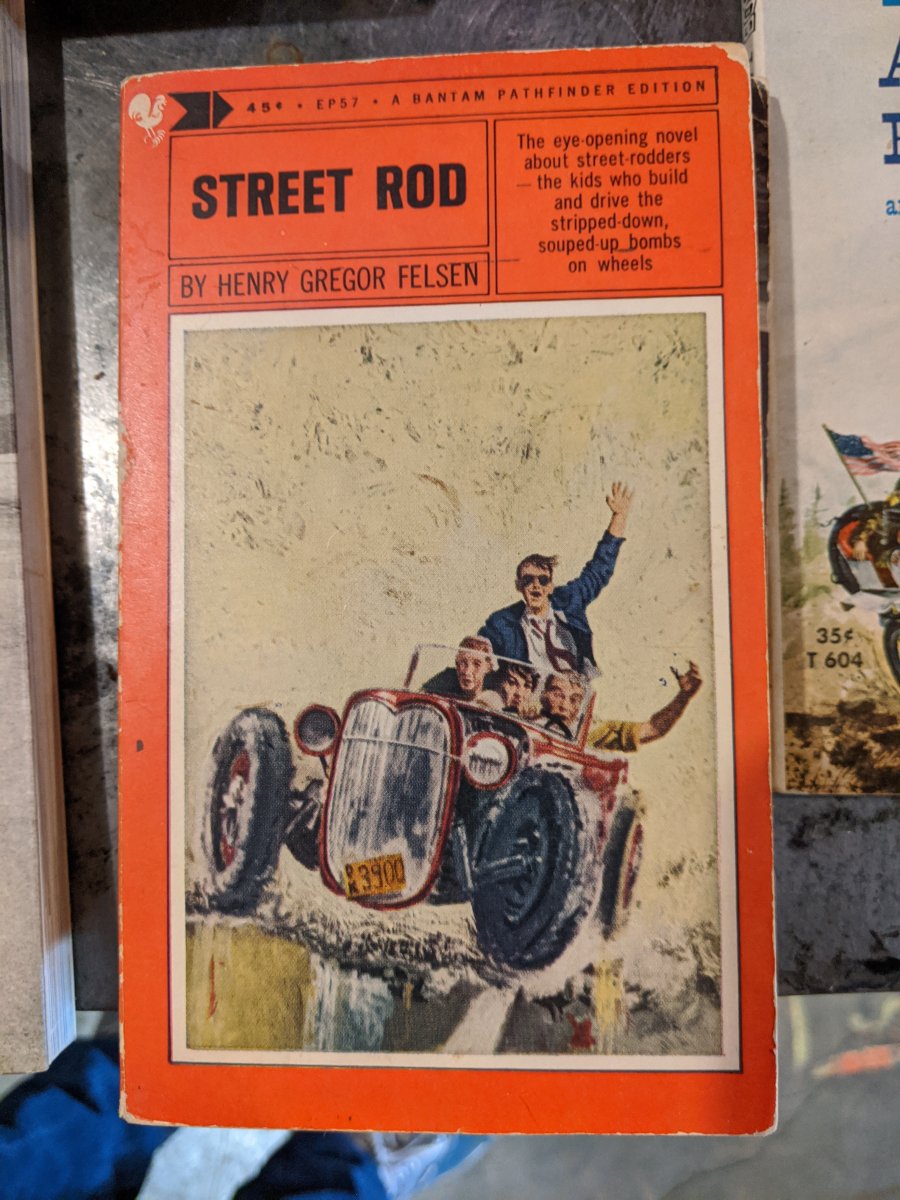 45¢ • EP57 • A BANTAM PATHFINDER EDITION
STREET ROD
BY HENRY GREGOR FELSEN
The eye-opening novel
about street-rodders
— the kids who build
and drive the
stripped-down,
souped-up bombs
on wheels
3900
35¢
T 604